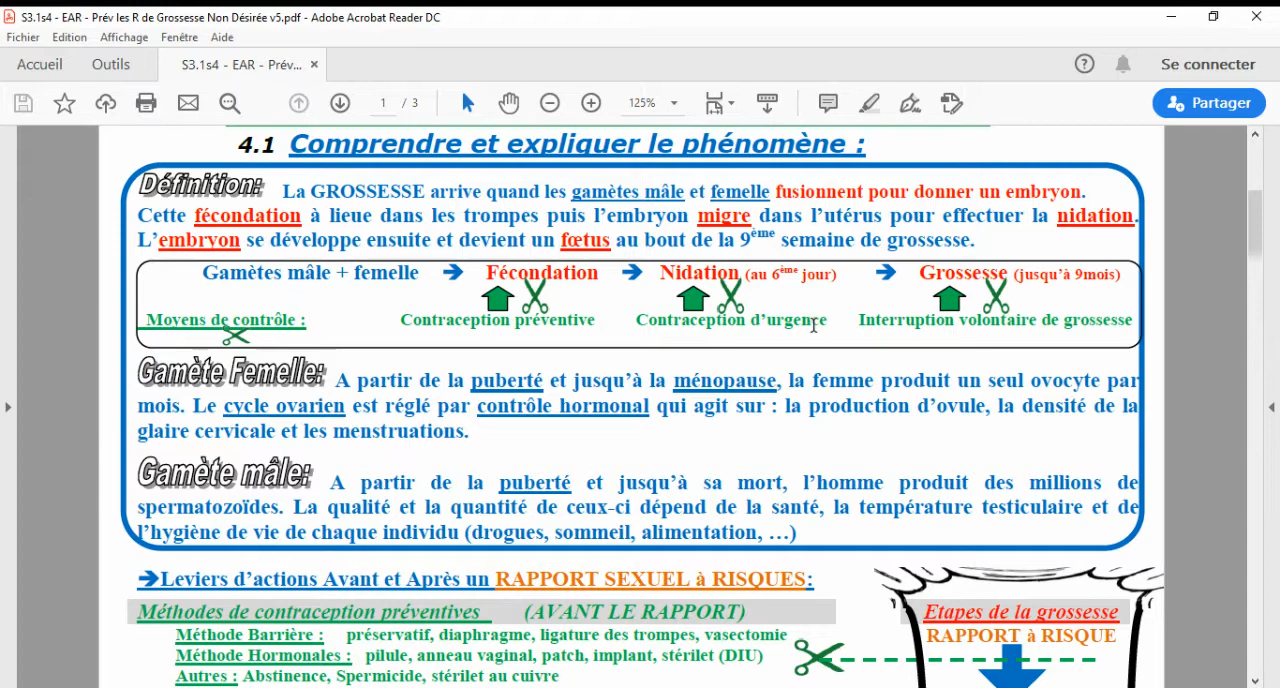 S3.1s4 - EAR - Prév les R de Grossesse Non Désirée v5.pdf - Adobe Acrobat Reader DC
Fichier Edition Affichage Fenêtre Aide
Accueil Outils S3.1s4 - EAR - Prév... × Se connecter
1 / 3 125% Partager
4.1 Comprendre et expliquer le phénomène :
Définition: La GROSSESSE arrive quand les gamètes mâle et femelle fusionnent pour donner un embryon.
Cette fécondation à lieue dans les trompes puis l'embryon migre dans l'utérus pour effectuer la nidation.
L'embryon se développe ensuite et devient un fœtus au bout de la 9ème semaine de grossesse.
Gamètes mâle + femelle → Fécondation → Nidation (au 6ème jour) → Grossesse (jusqu'à 9mois)
Moyens de contrôle : Contraception préventive Contraception d'urgence Interruption volontaire de grossesse
Gamète Femelle: A partir de la puberté et jusqu'à la ménopause, la femme produit un seul ovocyte par
mois. Le cycle ovarien est réglé par contrôle hormonal qui agit sur : la production d'ovule, la densité de la
glaire cervicale et les menstruations.
Gamète mâle: A partir de la puberté et jusqu'à sa mort, l'homme produit des millions de
spermatozoïdes. La qualité et la quantité de ceux-ci dépend de la santé, la température testiculaire et de
l'hygiène de vie de chaque individu (drogues, sommeil, alimentation, …)
→Leviers d'actions Avant et Après un RAPPORT SEXUEL à RISQUES:
Méthodes de contraception préventives (AVANT LE RAPPORT)
Méthode Barrière : préservatif, diaphragme, ligature des trompes, vasectomie
Méthode Hormonales : pilule, anneau vaginal, patch, implant, stérilet (DIU)
Autres : Abstinence, Spermicide, stérilet au cuivre
Etapes de la grossesse
RAPPORT à RISQUE